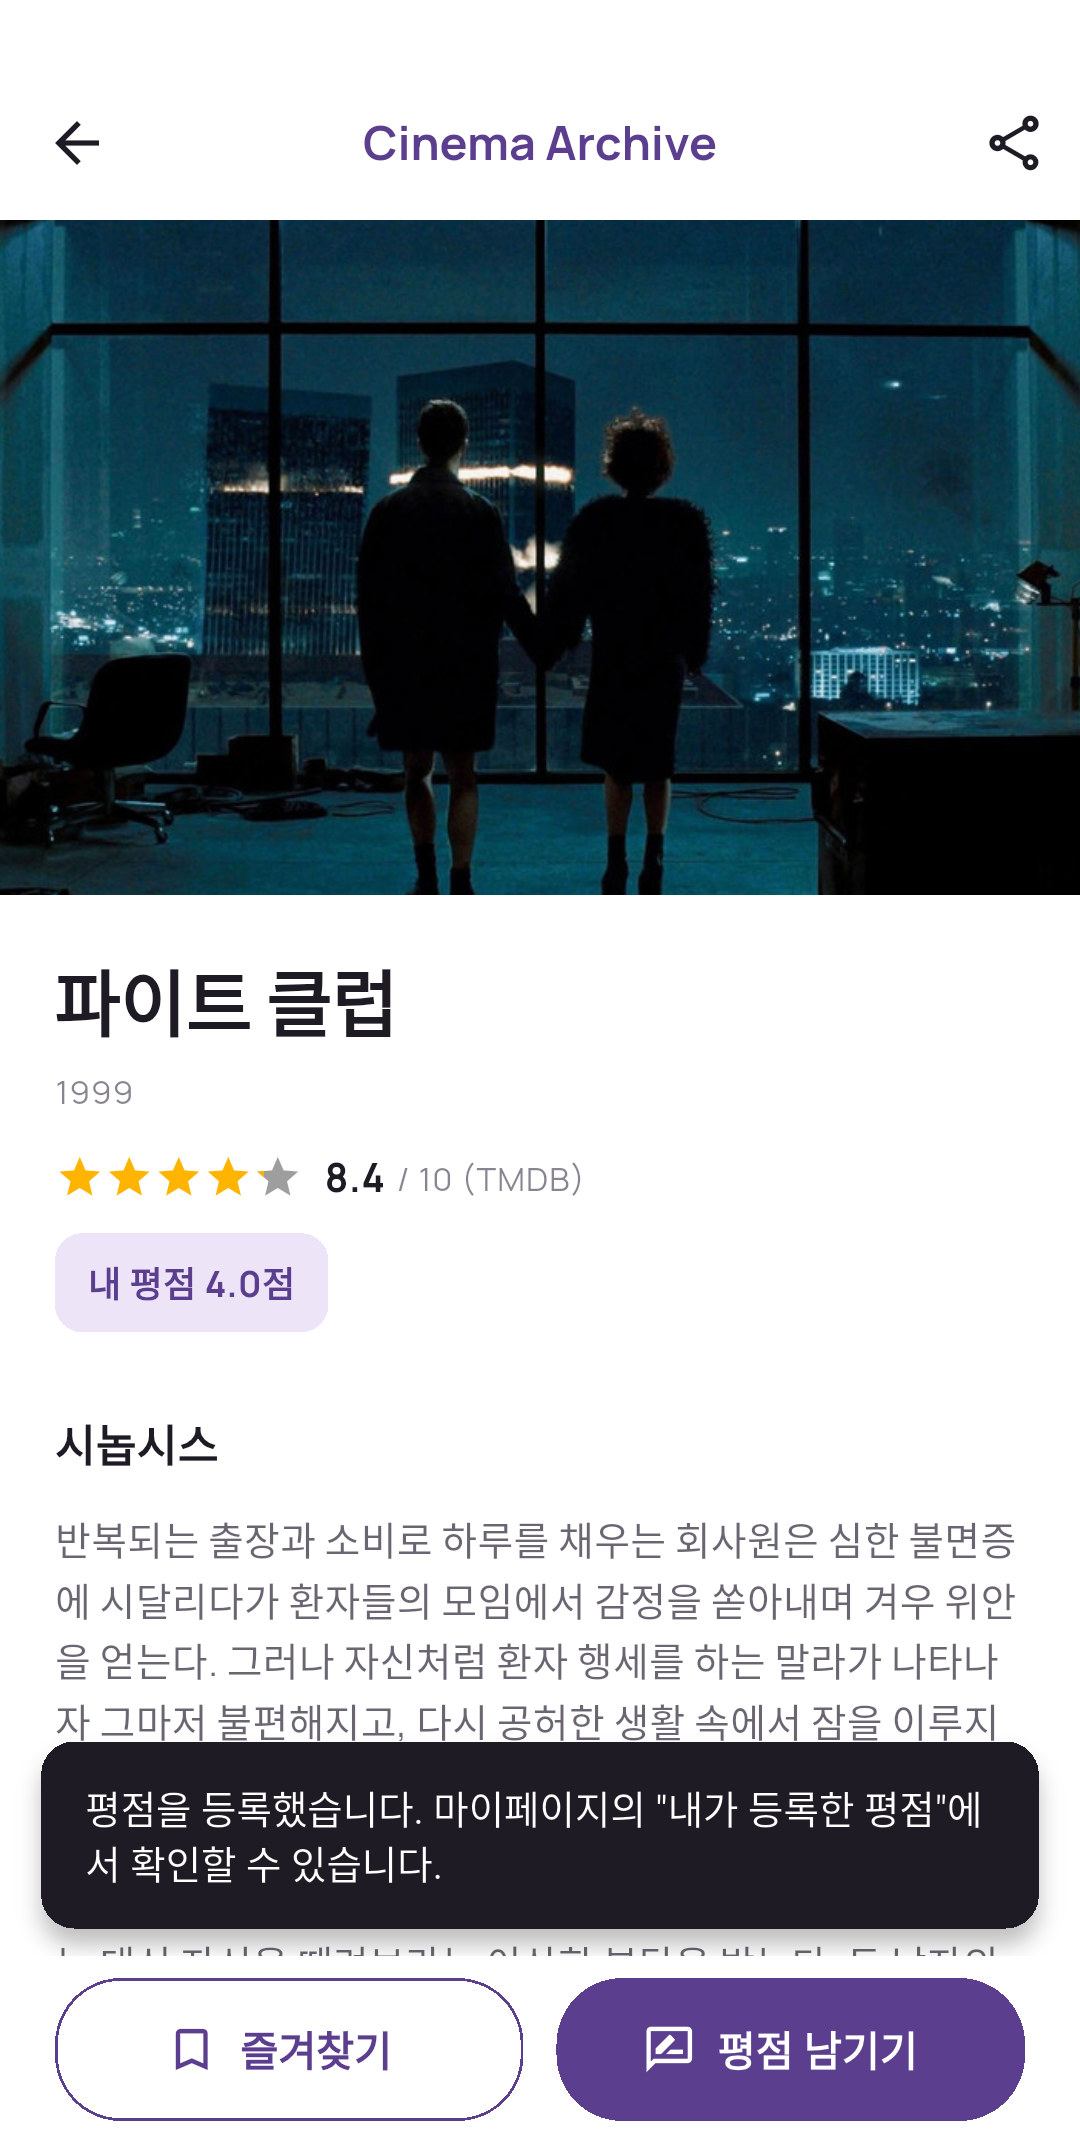 Cinema Archive
파이트 클럽
1999
8.4 / 10 (TMDB)
내 평점 4.0점
시놉시스
반복되는 출장과 소비로 하루를 채우는 회사원은 심한 불면증
에 시달리다가 환자들의 모임에서 감정을 쏟아내며 겨우 위안
을 얻는다. 그러나 자신처럼 환자 행세를 하는 말라가 나타나
자 그마저 불편해지고, 다시 공허한 생활 속에서 잠을 이루지
평점을 등록했습니다. 마이페이지의 "내가 등록한 평점"에
서 확인할 수 있습니다.
즐겨찾기
평점 남기기